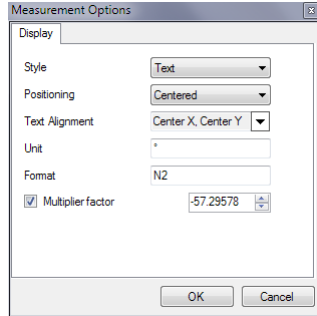 Measurement Options
Display
Style Text
Positioning Centered
Text Alignment Center X, Center Y
Unit °
Format N2
Multiplier factor -57.29578
OK Cancel